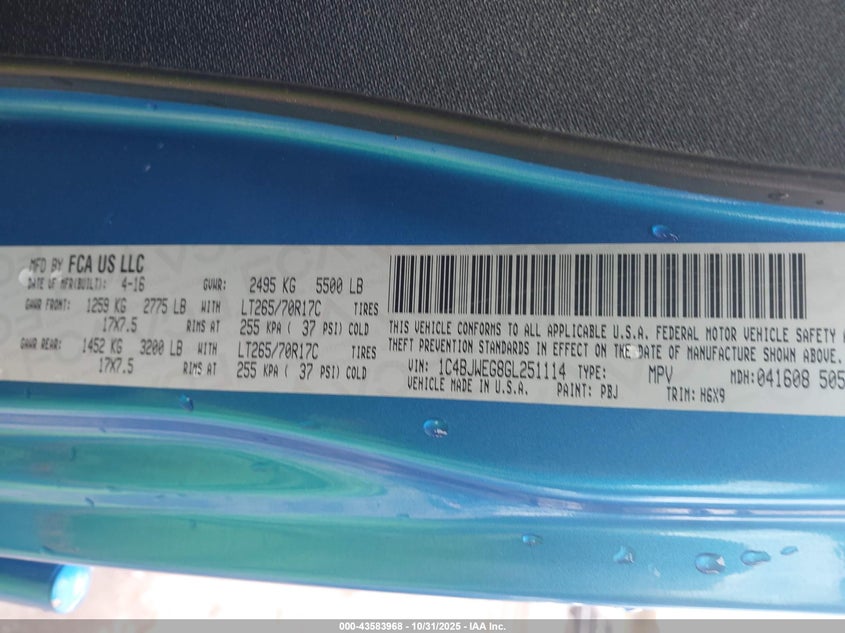 MFD BY FCA US LLC
DATE OF MFR(BUILT): 4-16 GVWR: 2495 KG 5500 LB
GAWR FRONT: 1259 KG 2775 LB WITH LT265/70R17C TIRES
17X7.5 RIMS AT 255 KPA ( 37 PSI) COLD
GAWR REAR: 1452 KG 3200 LB WITH LT265/70R17C TIRES
17X7.5 RIMS AT 255 KPA ( 37 PSI) COLD
THIS VEHICLE CONFORMS TO ALL APPLICABLE U.S.A. FEDERAL MOTOR VEHICLE SAFETY
THEFT PREVENTION STANDARDS IN EFFECT ON THE DATE OF MANUFACTURE SHOWN ABOVE.
VIN: 1C4BJWEG8GL251114 TYPE: MPV MDH:041608 505
VEHICLE MADE IN U.S.A. PAINT: PBJ TRIM: H6X9
000-43583968 - 10/31/2025 - IAA Inc.